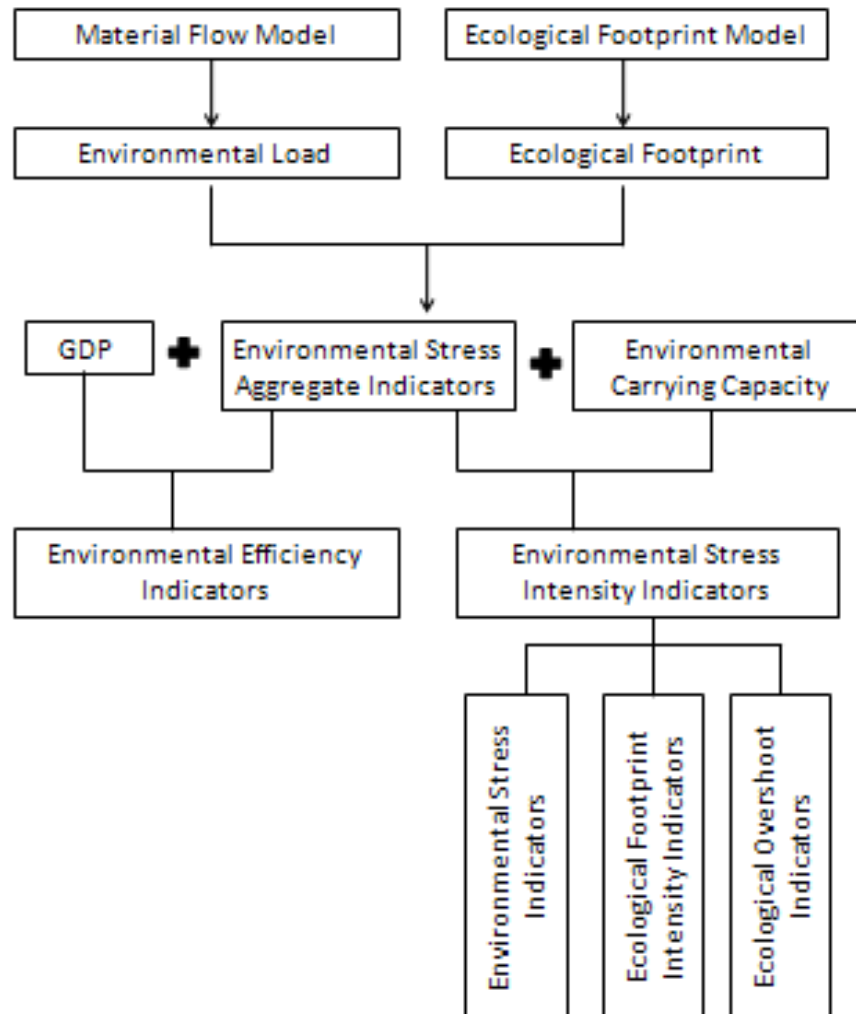 Material Flow Model
Ecological Footprint Model
Environmental Load
Ecological Footprint
GDP
Environmental Stress
Aggregate Indicators
Environmental
Carrying Capacity
Environmental Efficiency
Indicators
Environmental Stress
Intensity Indicators
Environmental Stress
Indicators
Ecological Footprint
Intensity Indicators
Ecological Overshoot
Indicators